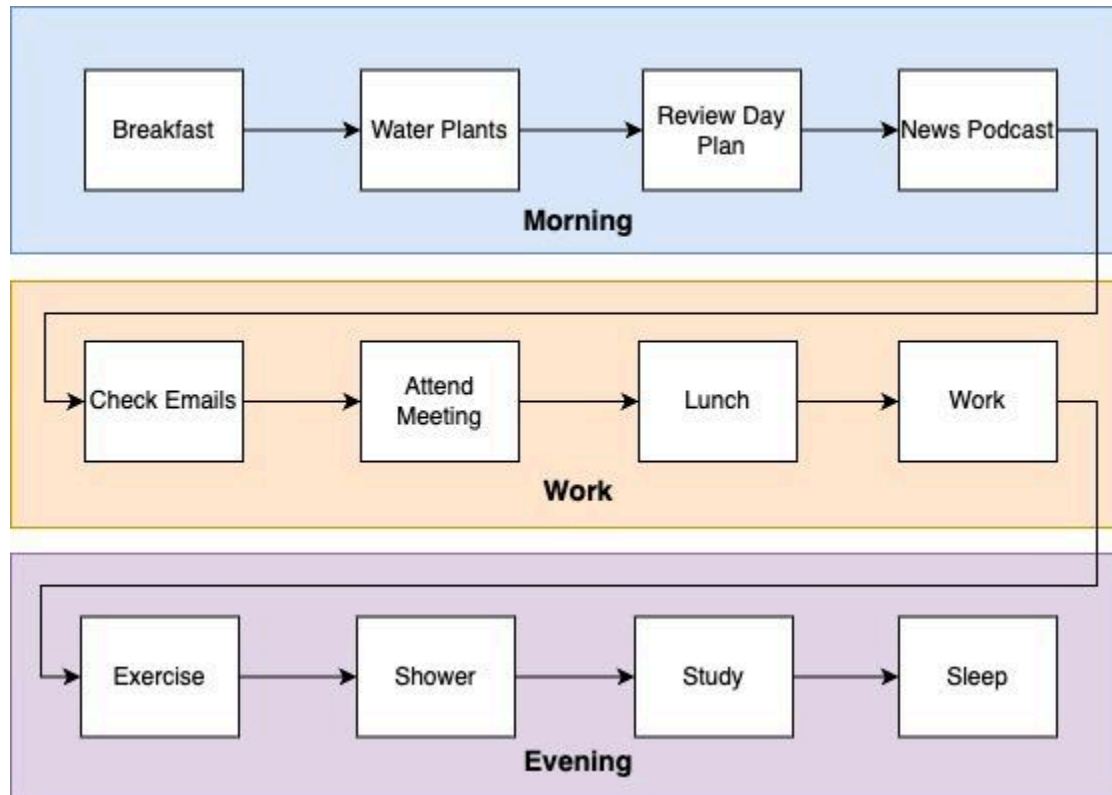 Breakfast
Water Plants
Review Day
Plan
News Podcast
Morning
Check Emails
Attend
Meeting
Lunch
Work
Work
Exercise
Shower
Study
Sleep
Evening